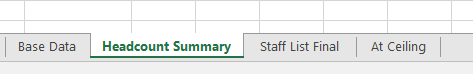 Base Data Headcount Summary Staff List Final At Ceiling